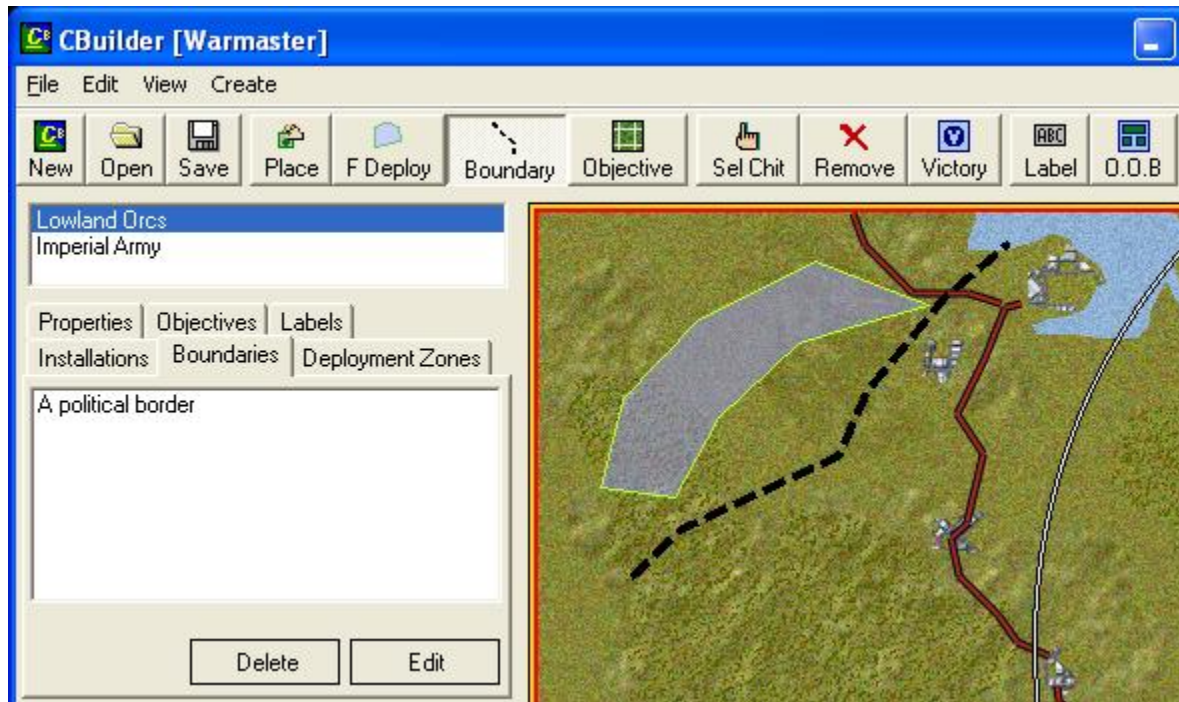 CBuilder [Warmaster]
File Edit View Create
New Open Save Place F Deploy Boundary Objective Sel Chit Remove Victory Label O.O.B
Lowland Orcs
Imperial Army
Properties Objectives Labels
Installations Boundaries Deployment Zones
A political border
Delete Edit